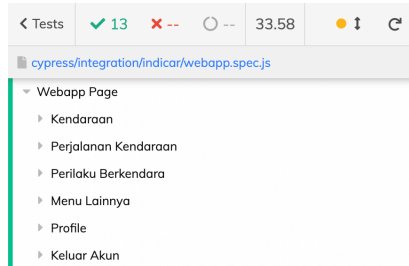 Tests 13 -- -- 33.58
cypress/integration/indicar/webapp.spec.js
Webapp Page
Kendaraan
Perjalanan Kendaraan
Perilaku Berkendara
Menu Lainnya
Profile
Keluar Akun